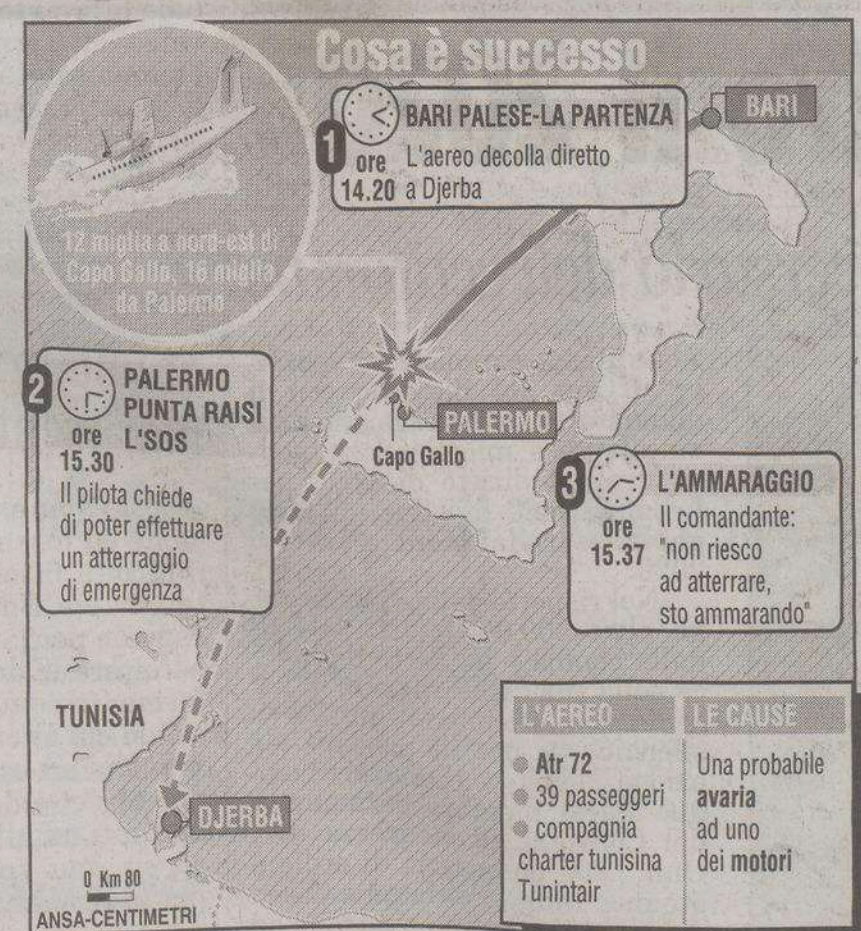 Cosa è successo
12 miglia a nord-est di
Capo Gallo, 16 miglia
da Palermo
1
ore
14.20
BARI PALESE-LA PARTENZA
L'aereo decolla diretto
a Djerba
BARI
2
ore
15.30
PALERMO
PUNTA RAISI
L'SOS
Il pilota chiede
di poter effettuare
un atterraggio
di emergenza
PALERMO
Capo Gallo
3
ore
15.37
L'AMMARAGGIO
Il comandante:
"non riesco
ad atterrare,
sto ammarando"
TUNISIA
DJERBA
0 Km 80
ANSA-CENTIMETRI
L'AEREO
Atr 72
39 passeggeri
compagnia
charter tunisina
Tunintair
LE CAUSE
Una probabile
avaria
ad uno
dei motori